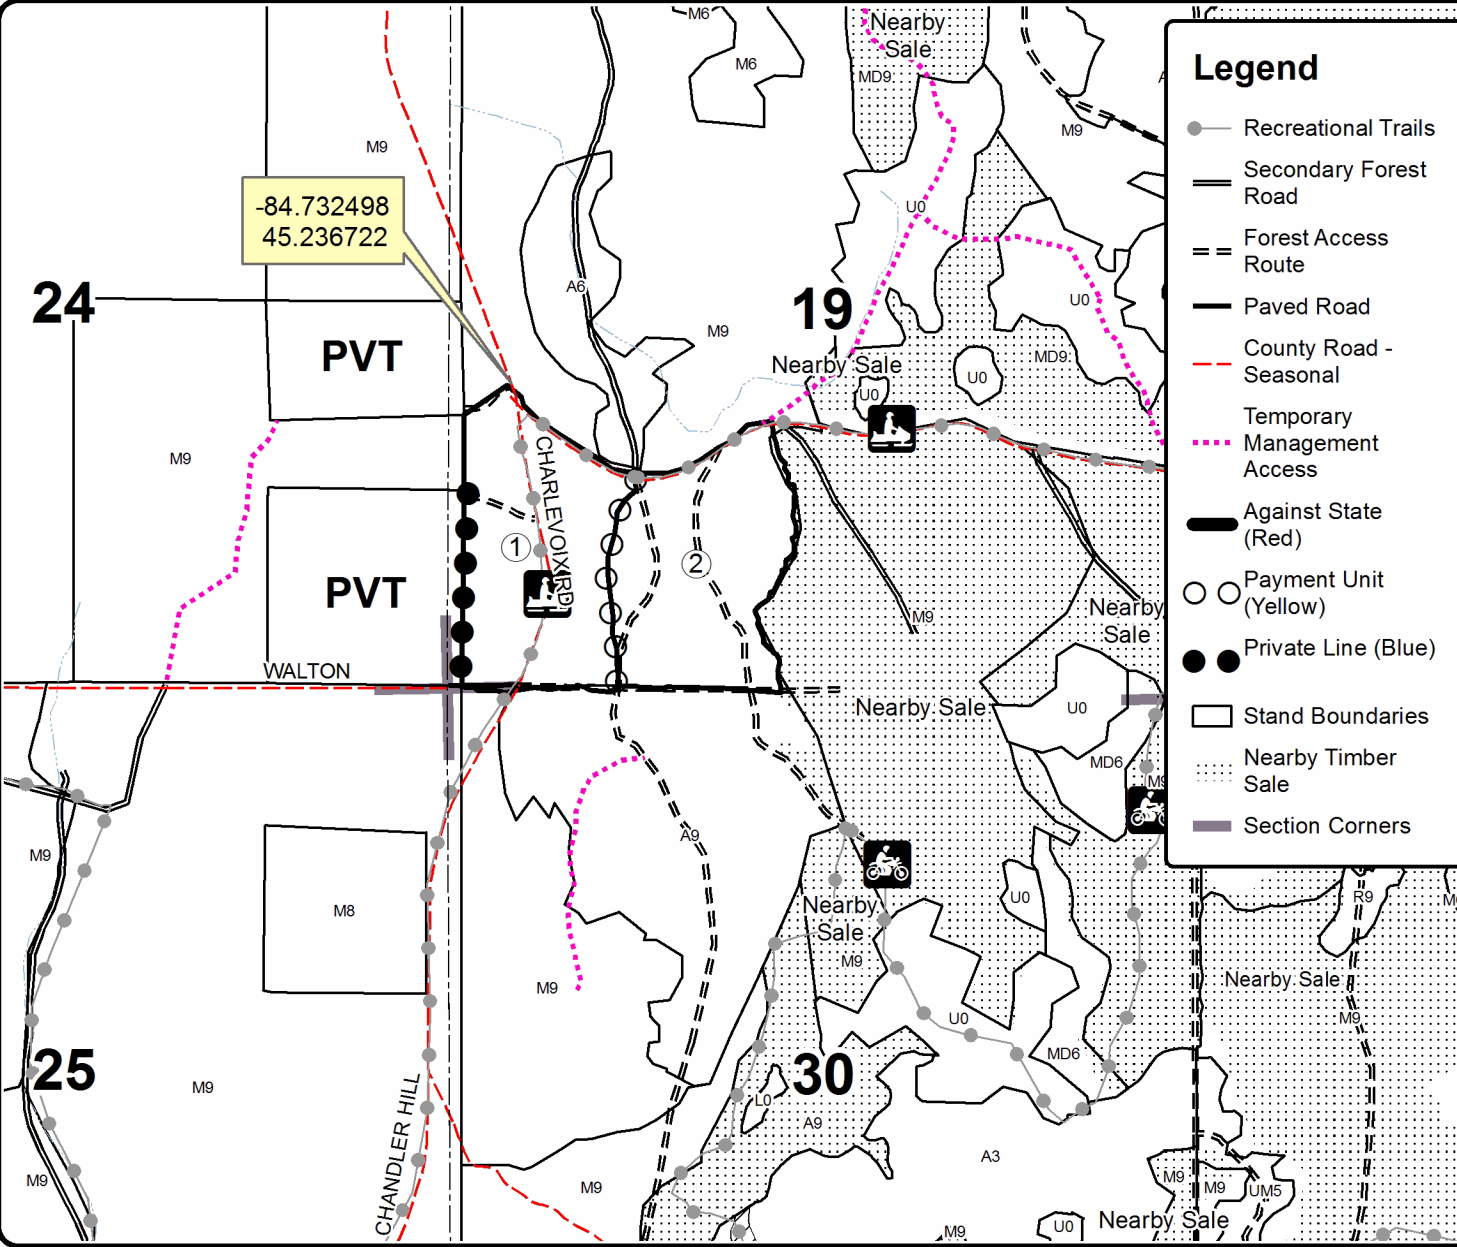 M6
Nearby
Sale
M6
MD9
M9
M9
-84.732498
45.236722
U0
24
A6
19
U0
M9
PVT
Nearby Sale
MD9
U0
U0
M9
CHARLEVOIX RD
1
2
PVT
M9
Nearby
Sale
WALTON
Nearby Sale
U0
MD6
M9
A9
M9
M8
U0
R9
Nearby
Sale
M9
Nearby Sale
M9
U0
M9
MD6
25
30
M9
L0
A9
CHANDLER HILL
A3
M9
M9
M9
M9
UM5
Nearby Sale
U0
M9
Legend
Recreational Trails
Secondary Forest
Road
Forest Access
Route
Paved Road
County Road -
Seasonal
Temporary
Management
Access
Against State
(Red)
Payment Unit
(Yellow)
Private Line (Blue)
Stand Boundaries
Nearby Timber
Sale
Section Corners